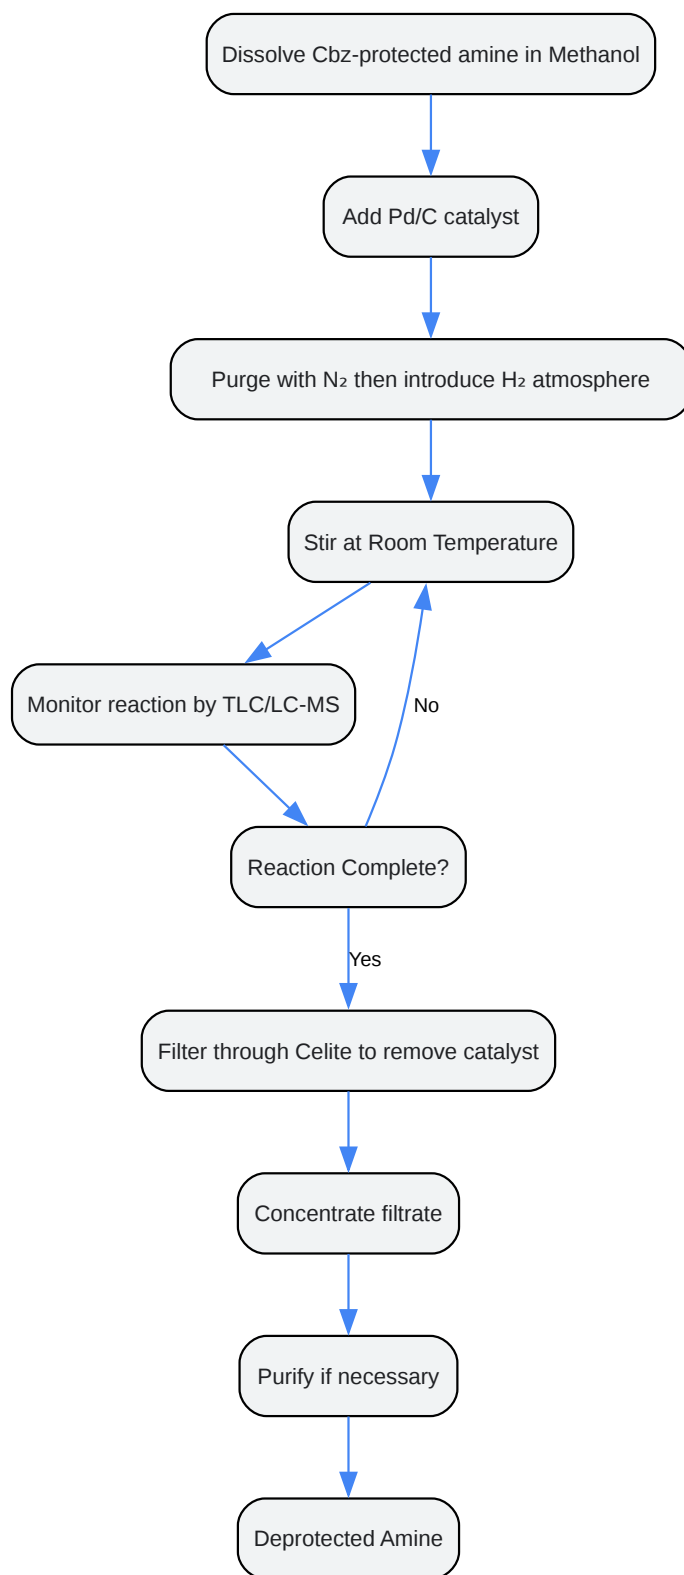 Dissolve Cbz-protected amine in Methanol
Add Pd/C catalyst
Purge with N₂ then introduce H₂ atmosphere
Stir at Room Temperature
Monitor reaction by TLC/LC-MS
No
Reaction Complete?
Yes
Filter through Celite to remove catalyst
Concentrate filtrate
Purify if necessary
Deprotected Amine